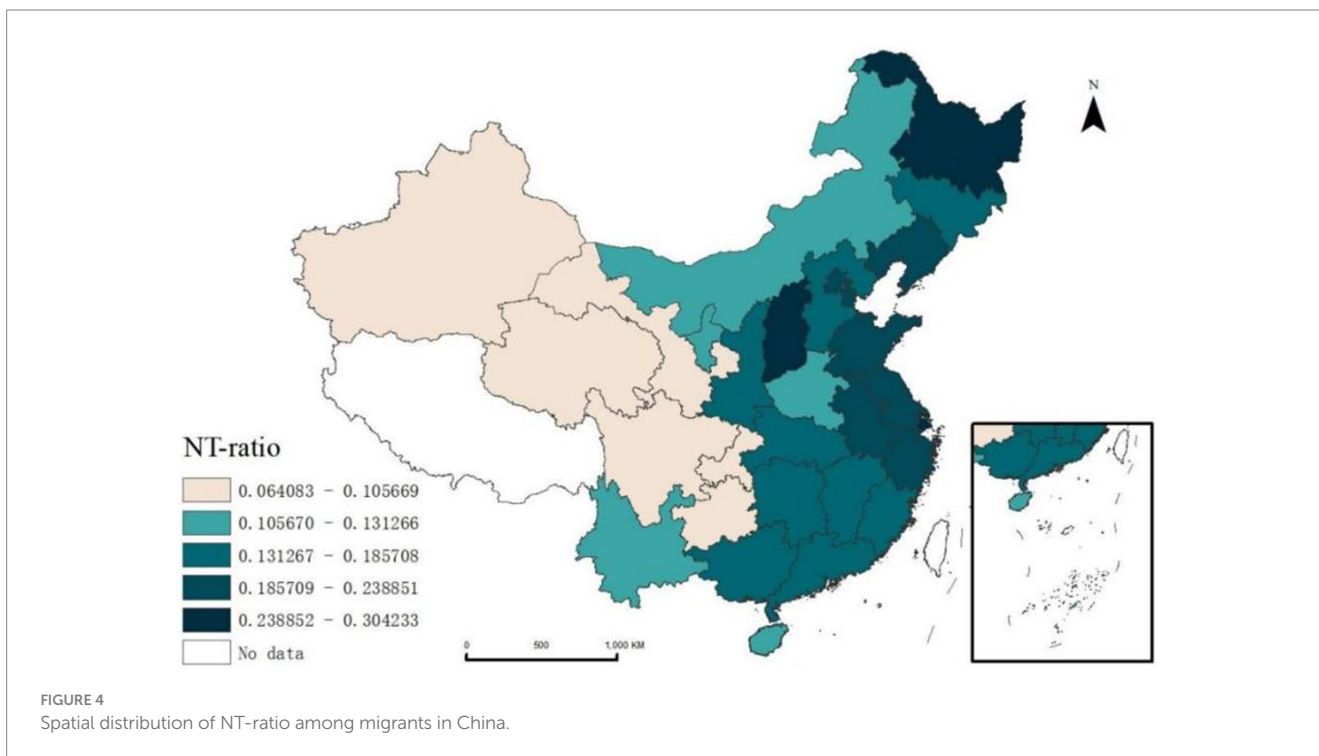 N
NT-ratio
0.064083 - 0.105669
0.105670 - 0.131266
0.131267 - 0.185708
0.185709 - 0.238851
0.238852 - 0.304233
No data
0 500 1,000 KM
FIGURE 4
Spatial distribution of NT-ratio among migrants in China.